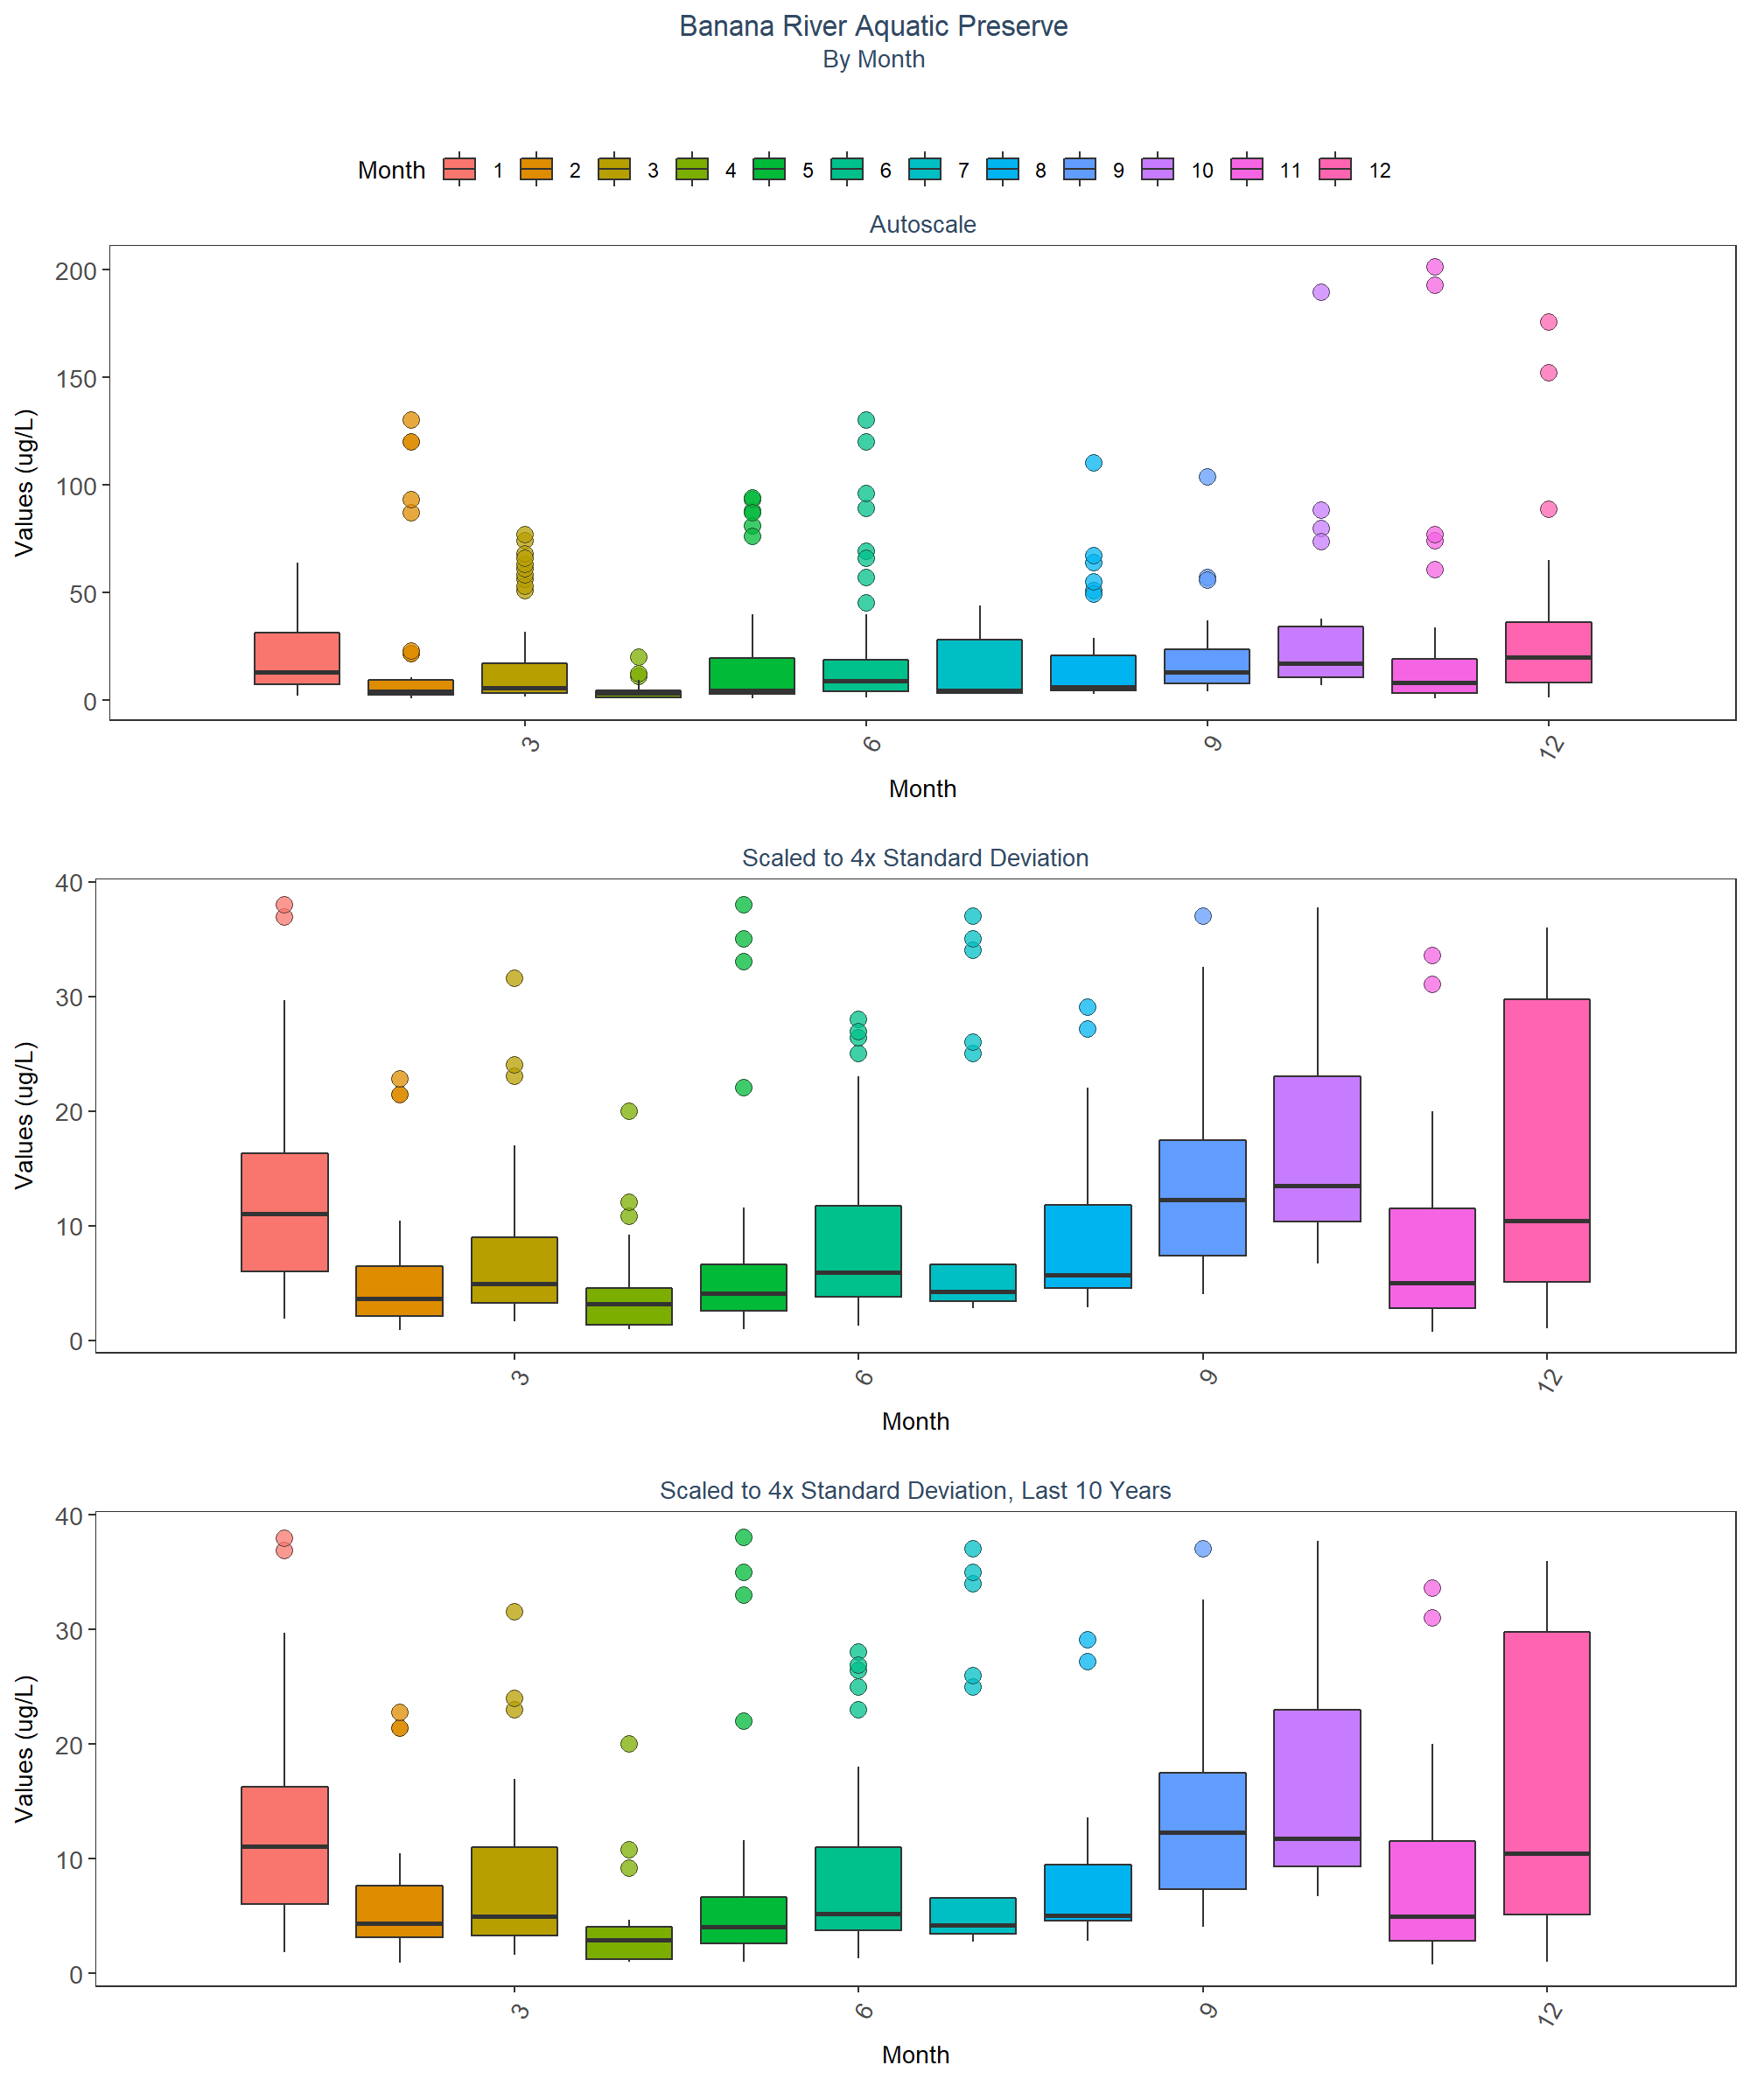 Banana River Aquatic Preserve
By Month
Month 1 2 3 4 5 6 7 8 9 10 11 12
Autoscale
200
150
100
50
0
Values (ug/L)
3 6 9 12
Month
Scaled to 4x Standard Deviation
40
30
20
10
0
Values (ug/L)
3 6 9 12
Month
Scaled to 4x Standard Deviation, Last 10 Years
40
30
20
10
0
Values (ug/L)
3 6 9 12
Month